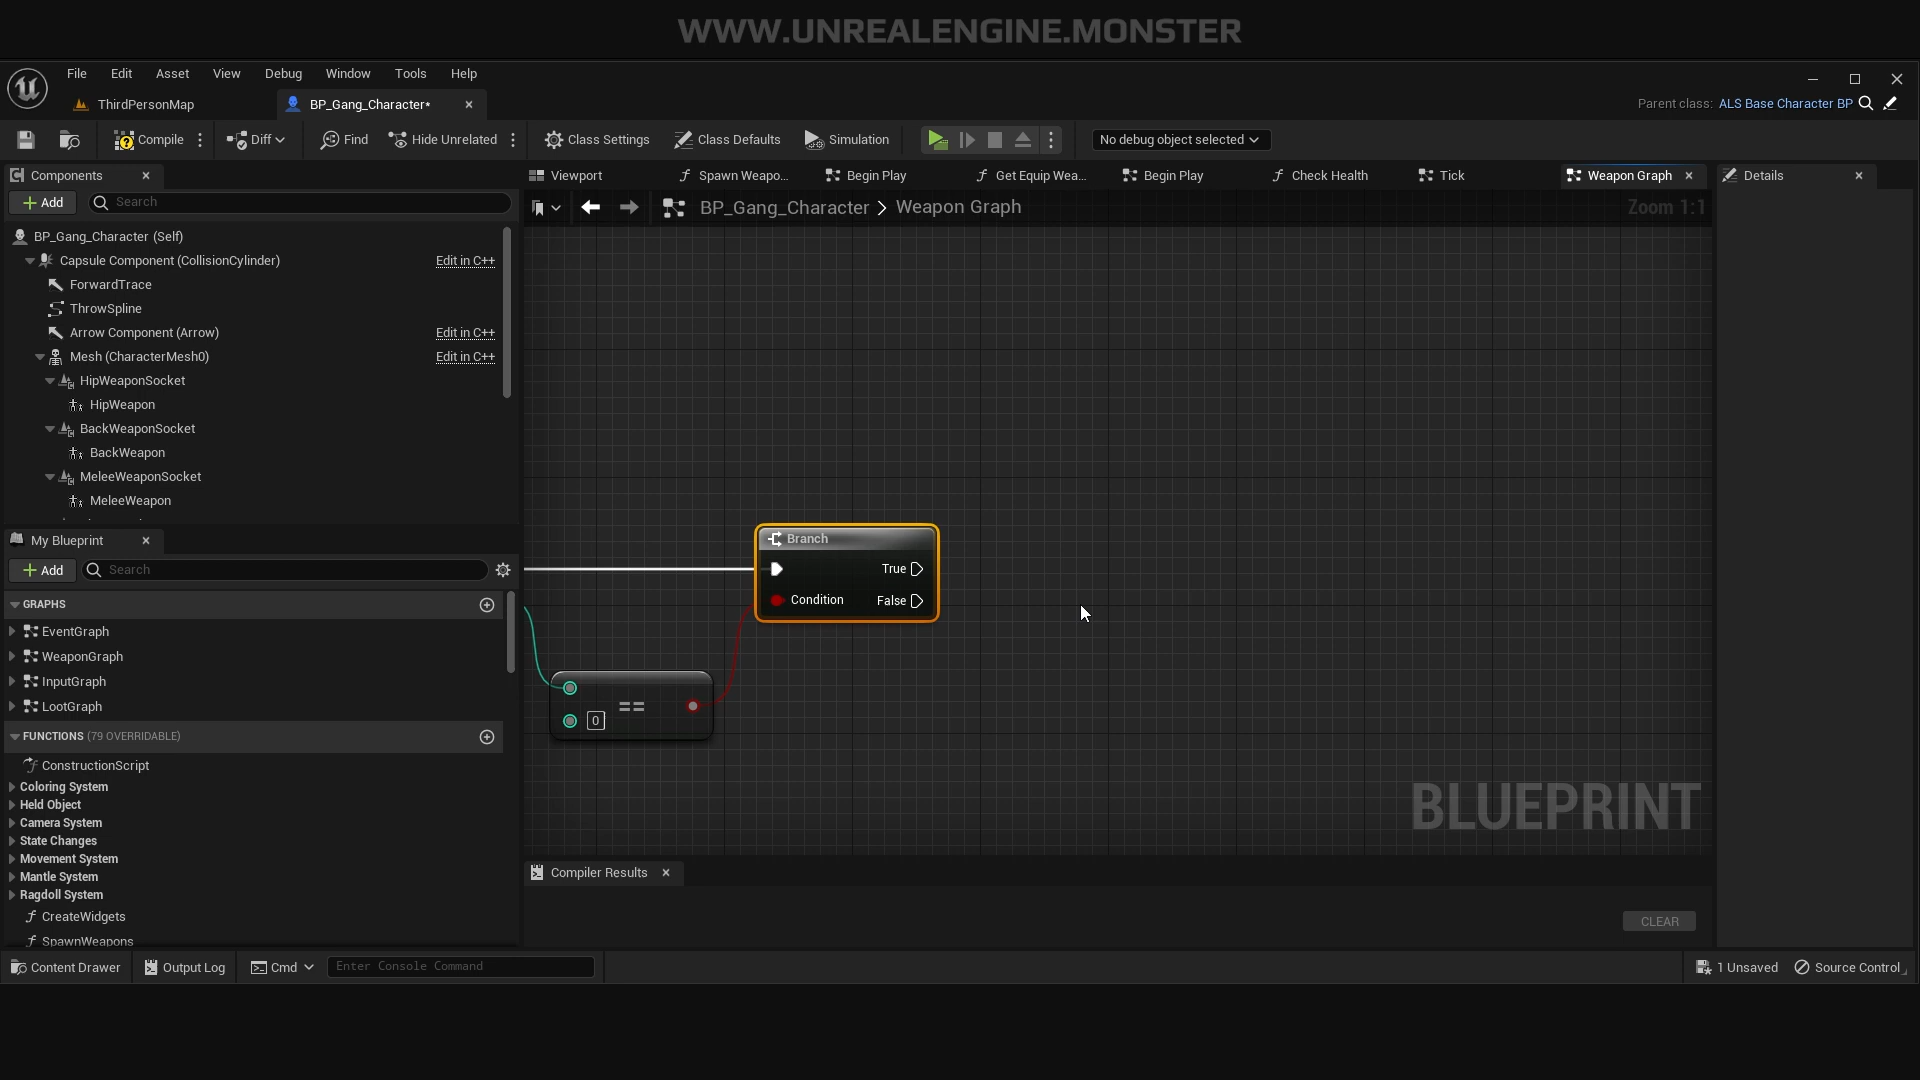 WWW.UNREALENGINE.MONSTER
File Edit Asset View Debug Window Tools Help
ThirdPersonMap BP_Gang_Character* Parent class: ALS Base Character BP
Compile Diff Find Hide Unrelated Class Settings Class Defaults Simulation No debug object selected
Components Viewport Spawn Weapo... Begin Play Get Equip Wea... Begin Play Check Health Tick Weapon Graph Details
Add Search
BP_Gang_Character > Weapon Graph Zoom 1:1
BP_Gang_Character (Self)
Capsule Component (CollisionCylinder) Edit in C++
ForwardTrace
ThrowSpline
Arrow Component (Arrow) Edit in C++
Mesh (CharacterMesh0) Edit in C++
HipWeaponSocket
HipWeapon
BackWeaponSocket
BackWeapon
MeleeWeaponSocket
MeleeWeapon
Branch
True
Condition False
==
0
BLUEPRINT
My Blueprint
Add Search
GRAPHS
EventGraph
WeaponGraph
InputGraph
LootGraph
FUNCTIONS (79 OVERRIDABLE)
ConstructionScript
Coloring System
Held Object
Camera System
State Changes
Movement System
Mantle System
Ragdoll System
CreateWidgets
SpawnWeapons
Compiler Results
CLEAR
Content Drawer Output Log Cmd Enter Console Command 1 Unsaved Source Control